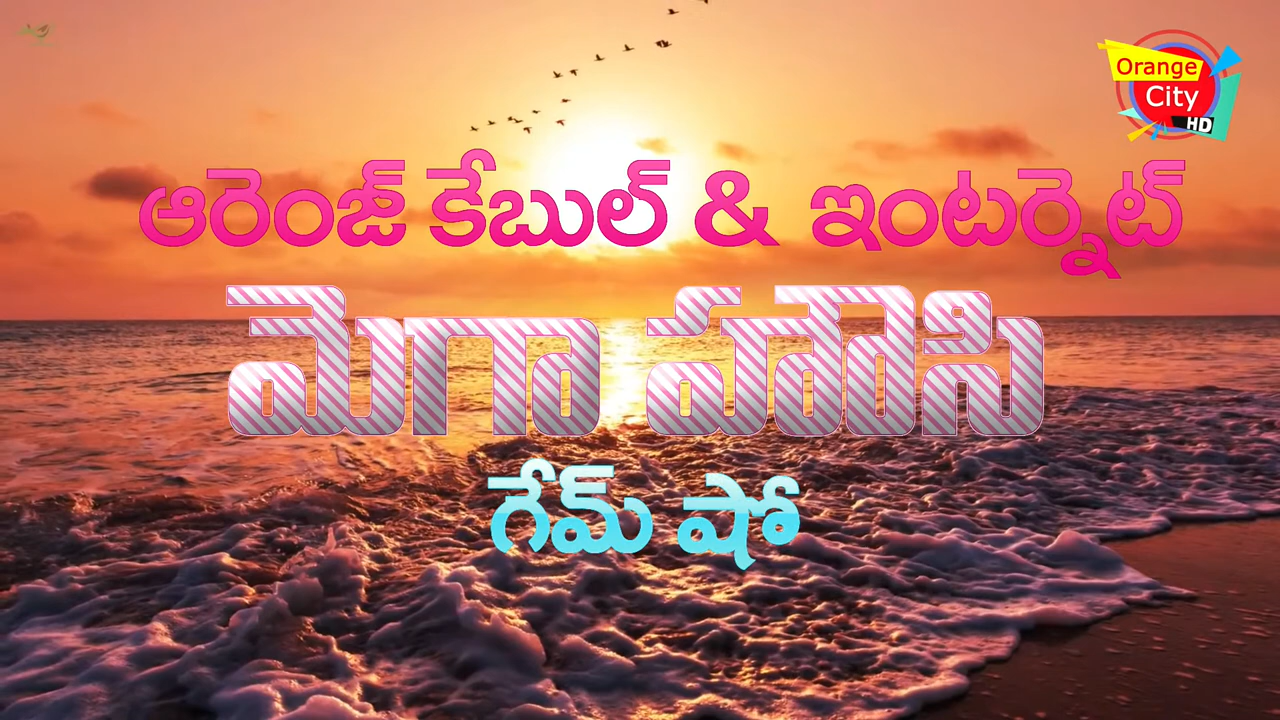 Orange
City
HD
ఆరెంజ్ కేబుల్ & ఇంటర్నెట్
మెగా హౌసి
గేమ్ షో